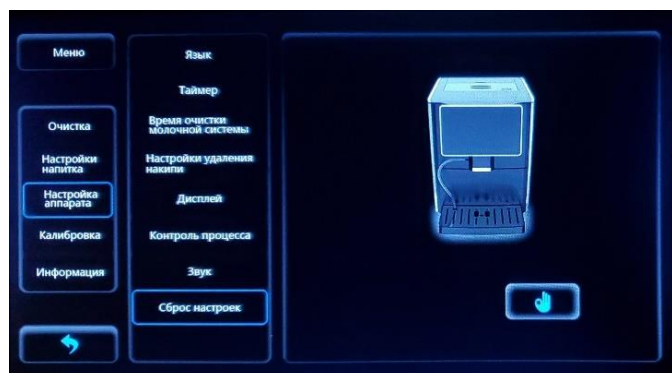 Меню
Очистка
Настройки
напитка
Настройка
аппарата
Калибровка
Информация
Язык
Таймер
Время очистки
молочной системы
Настройки удаления
накипи
Дисплей
Контроль процесса
Звук
Сброс настроек